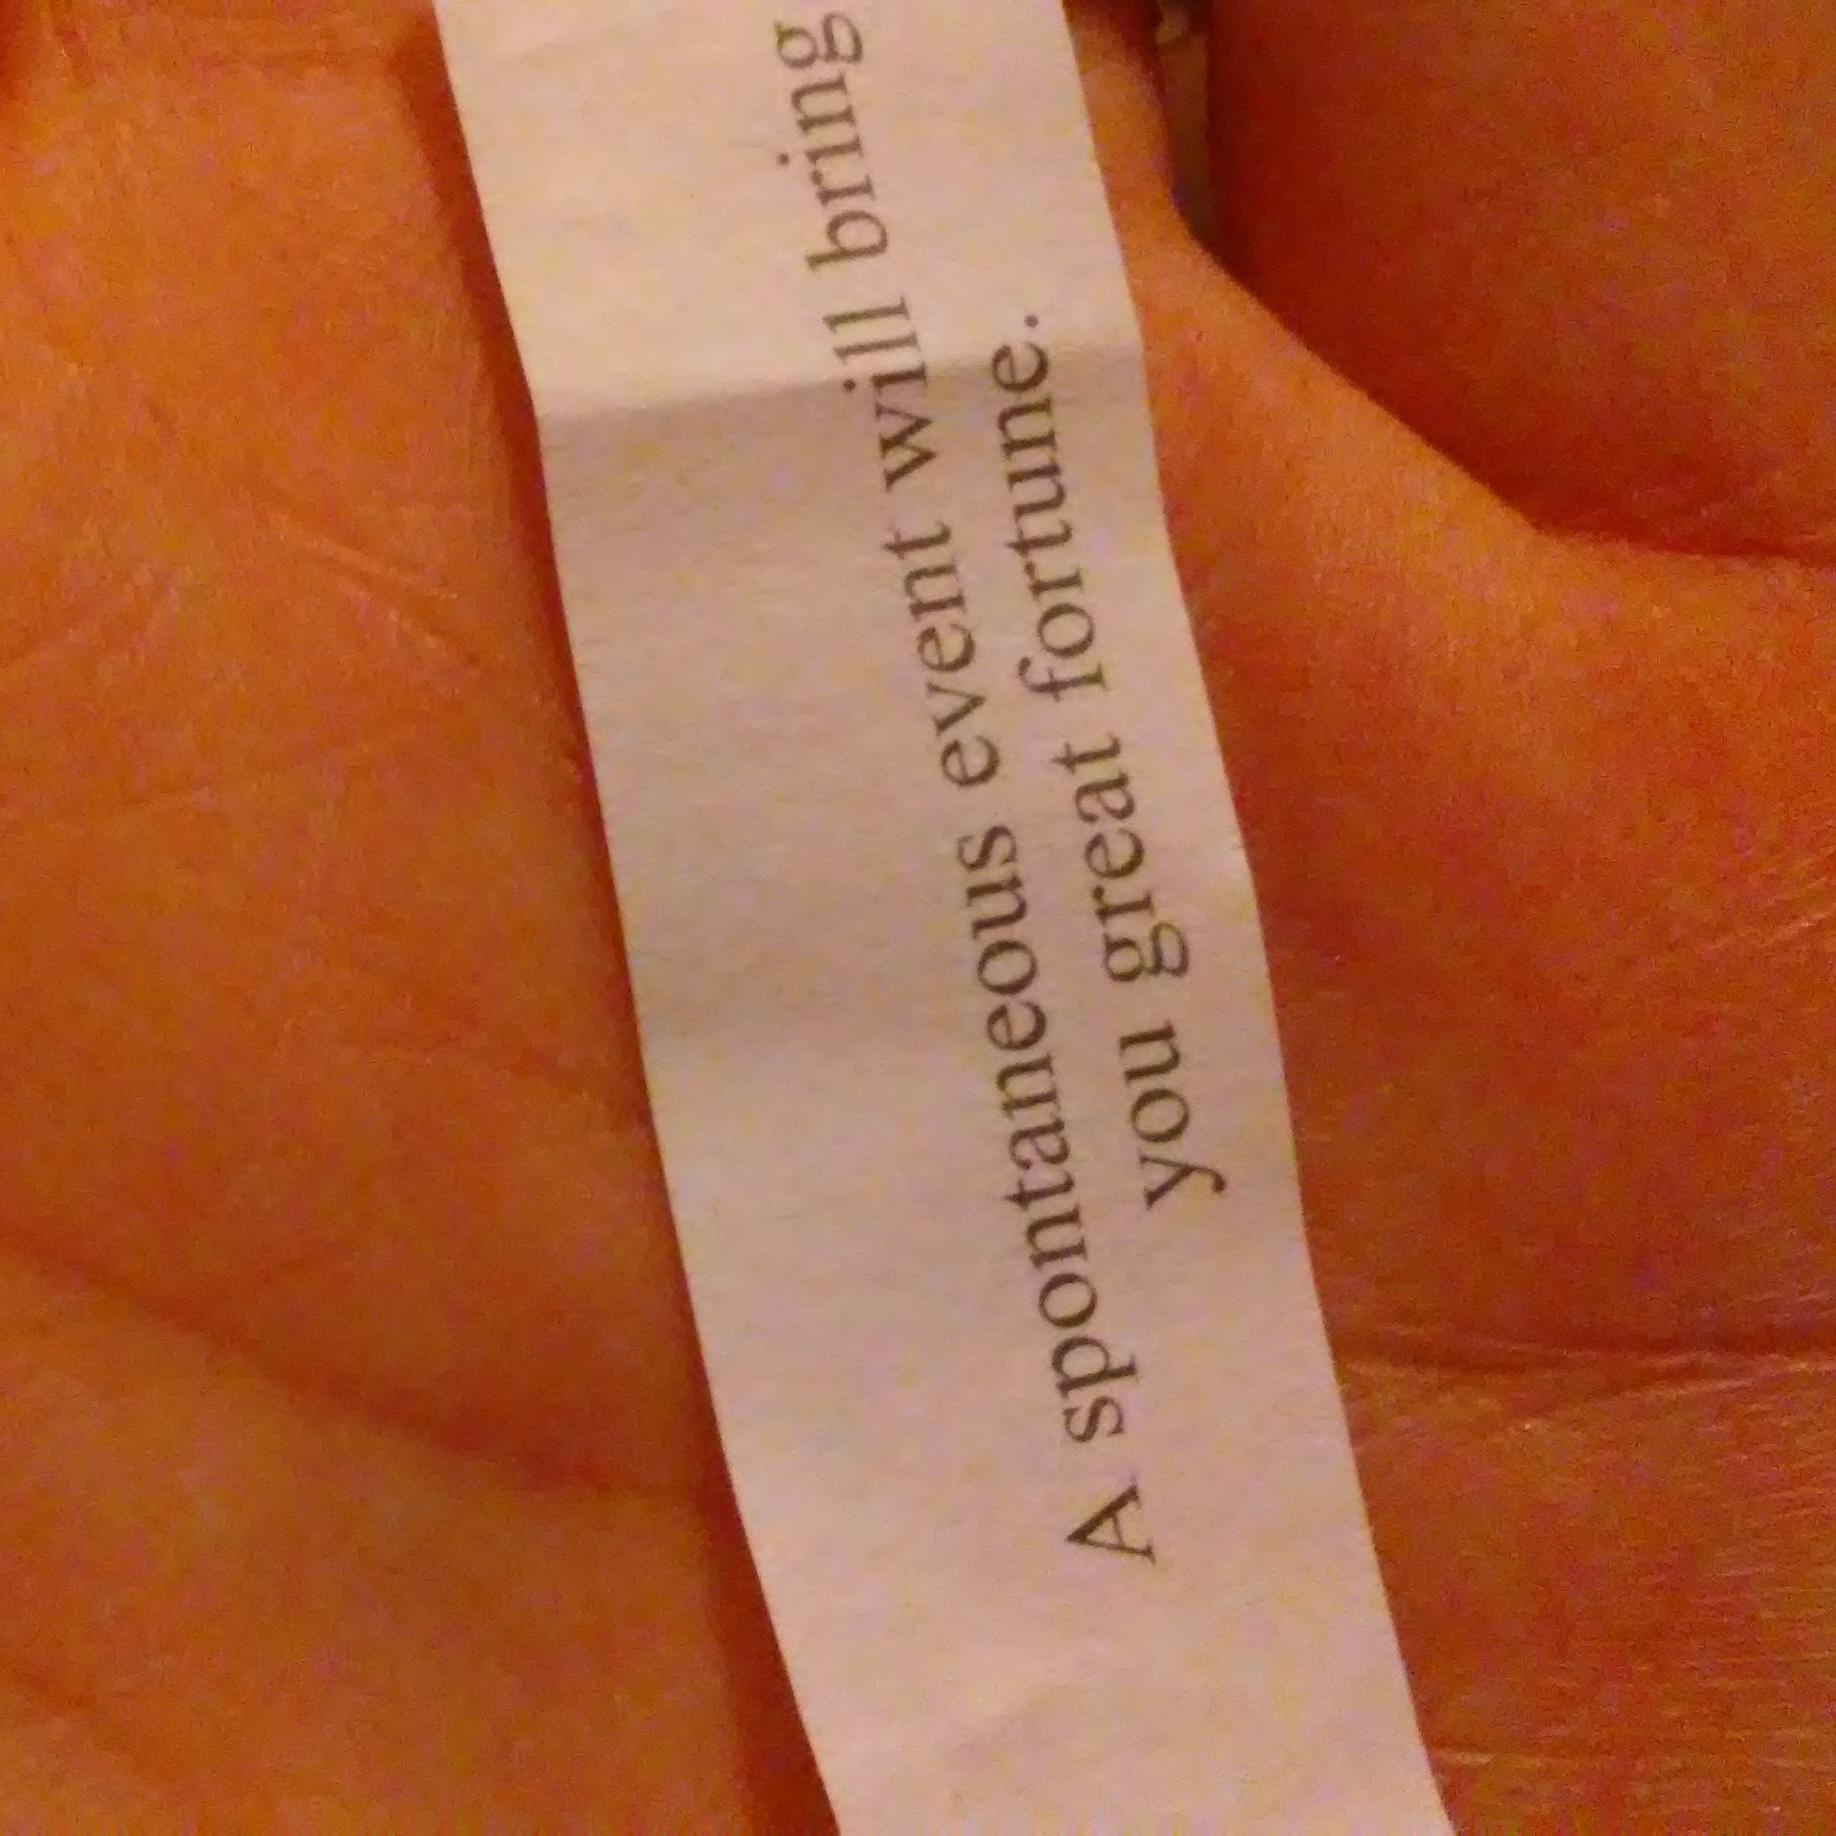 A spontaneous event will bring
you great fortune.